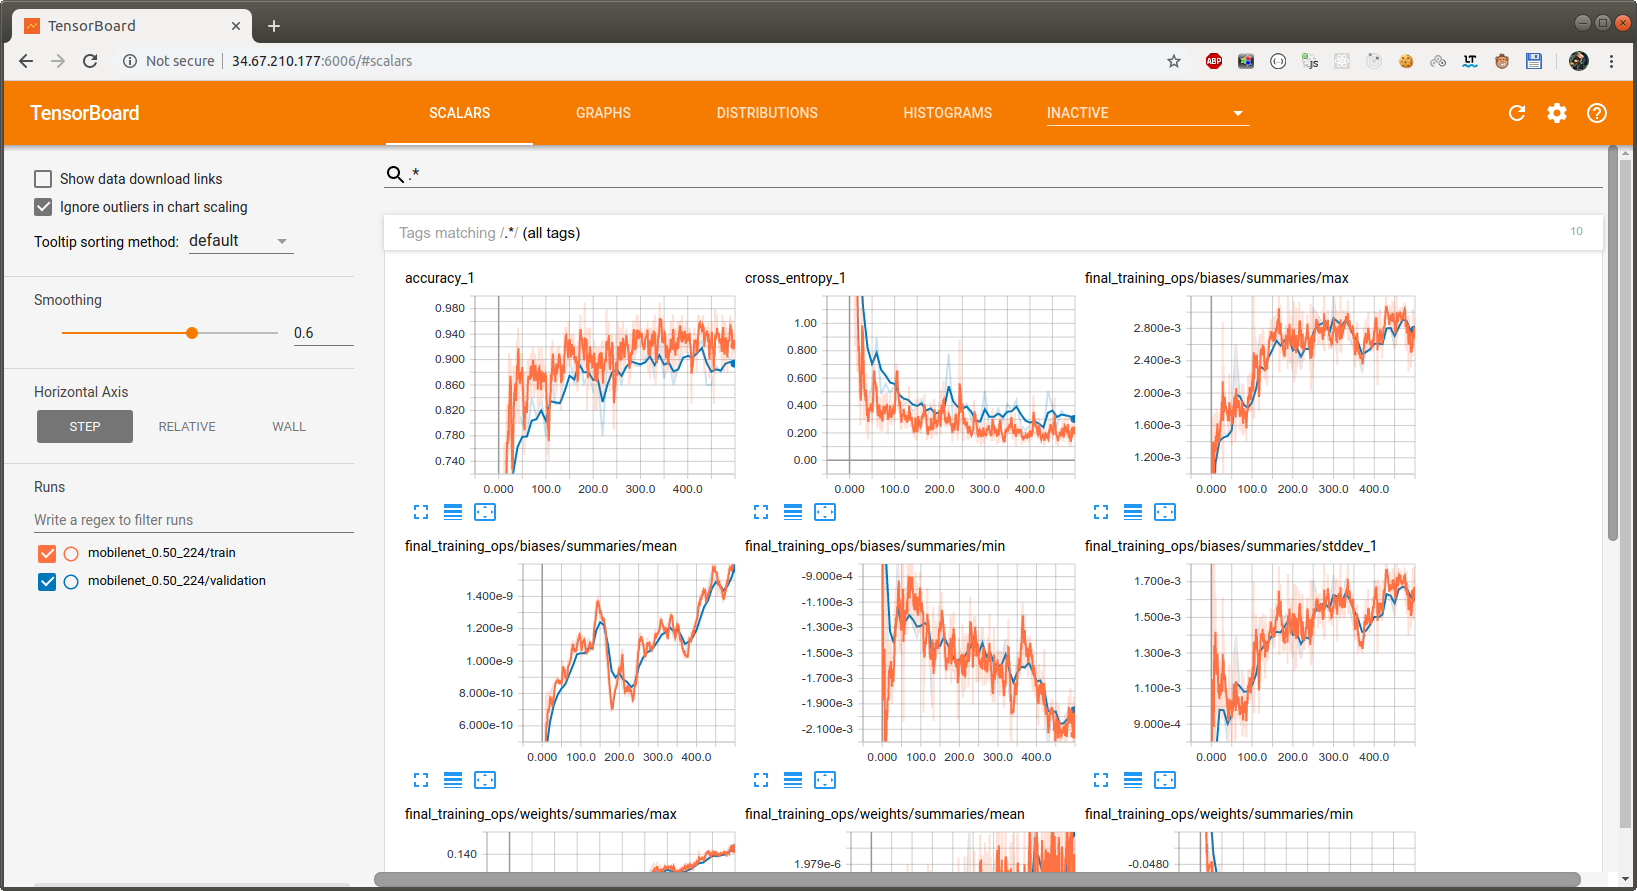 TensorBoard
Not secure 34.67.210.177:6006/#scalars
ABP
js
LT
TensorBoard SCALARS GRAPHS DISTRIBUTIONS HISTOGRAMS INACTIVE
Show data download links
Ignore outliers in chart scaling
Tooltip sorting method: default
Smoothing
0.6
Horizontal Axis
STEP RELATIVE WALL
Runs
Write a regex to filter runs
mobilenet_0.50_224/train
mobilenet_0.50_224/validation
.*
Tags matching /.*/ (all tags) 10
accuracy_1
0.980
0.940
0.900
0.860
0.820
0.780
0.740
0.000 100.0 200.0 300.0 400.0
cross_entropy_1
1.00
0.800
0.600
0.400
0.200
0.00
0.000 100.0 200.0 300.0 400.0
final_training_ops/biases/summaries/max
2.800e-3
2.400e-3
2.000e-3
1.600e-3
1.200e-3
0.000 100.0 200.0 300.0 400.0
final_training_ops/biases/summaries/mean
1.400e-9
1.200e-9
1.000e-9
8.000e-10
6.000e-10
0.000 100.0 200.0 300.0 400.0
final_training_ops/biases/summaries/min
-9.000e-4
-1.100e-3
-1.300e-3
-1.500e-3
-1.700e-3
-1.900e-3
-2.100e-3
0.000 100.0 200.0 300.0 400.0
final_training_ops/biases/summaries/stddev_1
1.700e-3
1.500e-3
1.300e-3
1.100e-3
9.000e-4
0.000 100.0 200.0 300.0 400.0
final_training_ops/weights/summaries/max
0.140
final_training_ops/weights/summaries/mean
1.979e-6
final_training_ops/weights/summaries/min
-0.0480